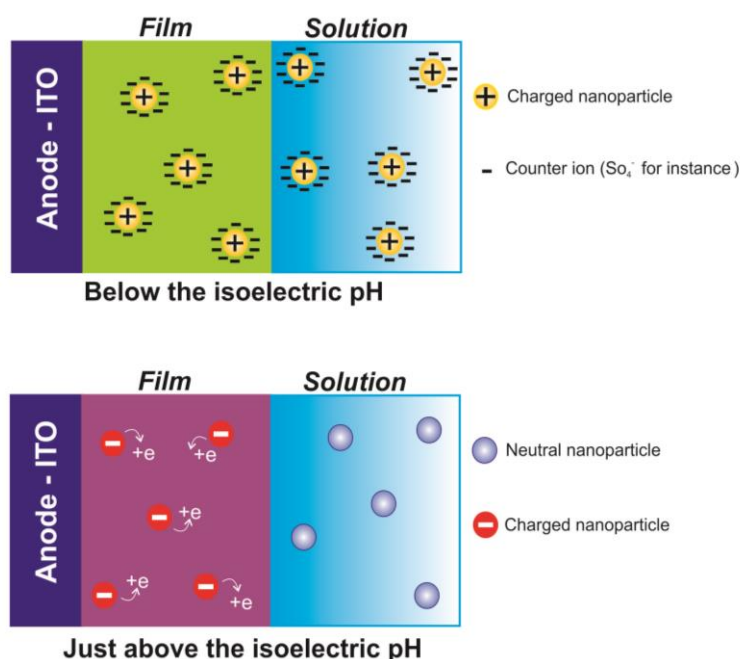 Film Solution
Anode - ITO
Charged nanoparticle
- Counter ion (So₄⁻ for instance)
Below the isoelectric pH
Film Solution
Anode - ITO
+e +e
+e
+e +e
Neutral nanoparticle
Charged nanoparticle
Just above the isoelectric pH